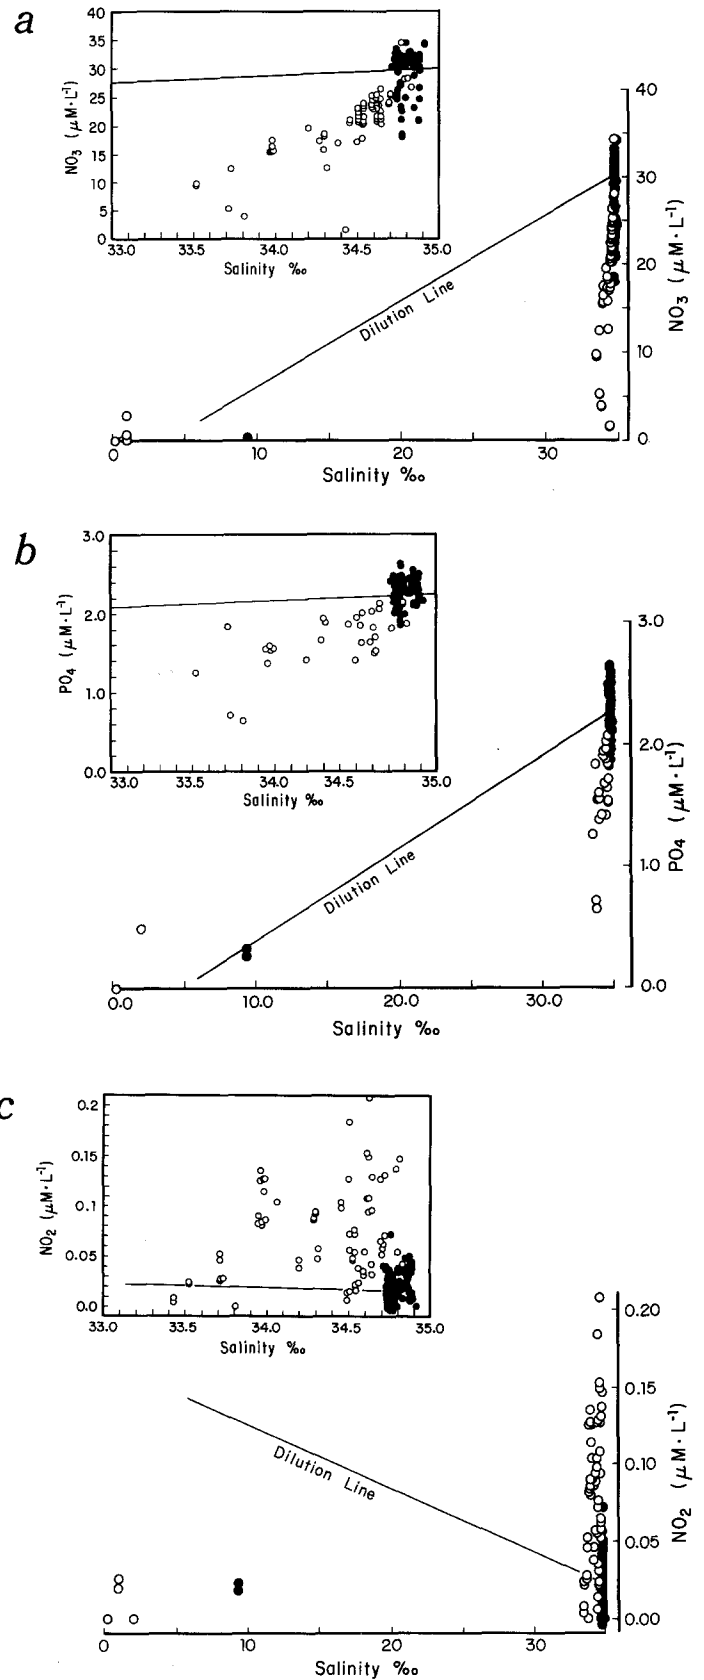 a
40
35
30
25
20
15
10
5
0
NO₃ (μM·L⁻¹)
33.0 33.5 34.0 34.5 35.0
Salinity ‰
40
30
20
10
0
NO₃ (μM·L⁻¹)
Dilution Line
0 10 20 30
Salinity ‰
b
3.0
2.0
1.0
0.0
PO₄ (μM·L⁻¹)
33.0 33.5 34.0 34.5 35.0
Salinity ‰
3.0
2.0
1.0
0.0
PO₄ (μM·L⁻¹)
Dilution Line
0.0 10.0 20.0 30.0
Salinity ‰
c
0.2
0.15
0.1
0.05
0.0
NO₂ (μM·L⁻¹)
33.0 33.5 34.0 34.5 35.0
Salinity ‰
0.20
0.15
0.10
0.05
0.00
NO₂ (μM·L⁻¹)
Dilution Line
0 10 20 30
Salinity ‰